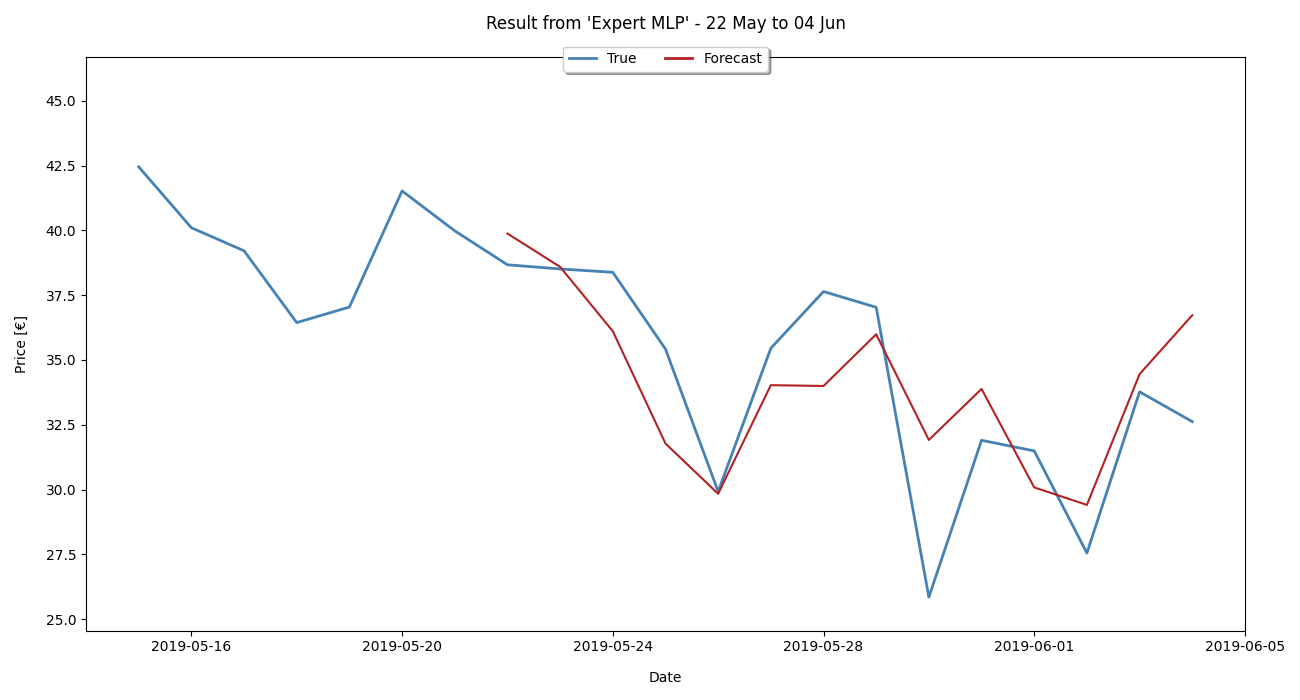 Result from 'Expert MLP' - 22 May to 04 Jun
True Forecast
45.0
42.5
40.0
37.5
35.0
32.5
30.0
27.5
25.0
Price [€]
2019-05-16 2019-05-20 2019-05-24 2019-05-28 2019-06-01 2019-06-05
Date